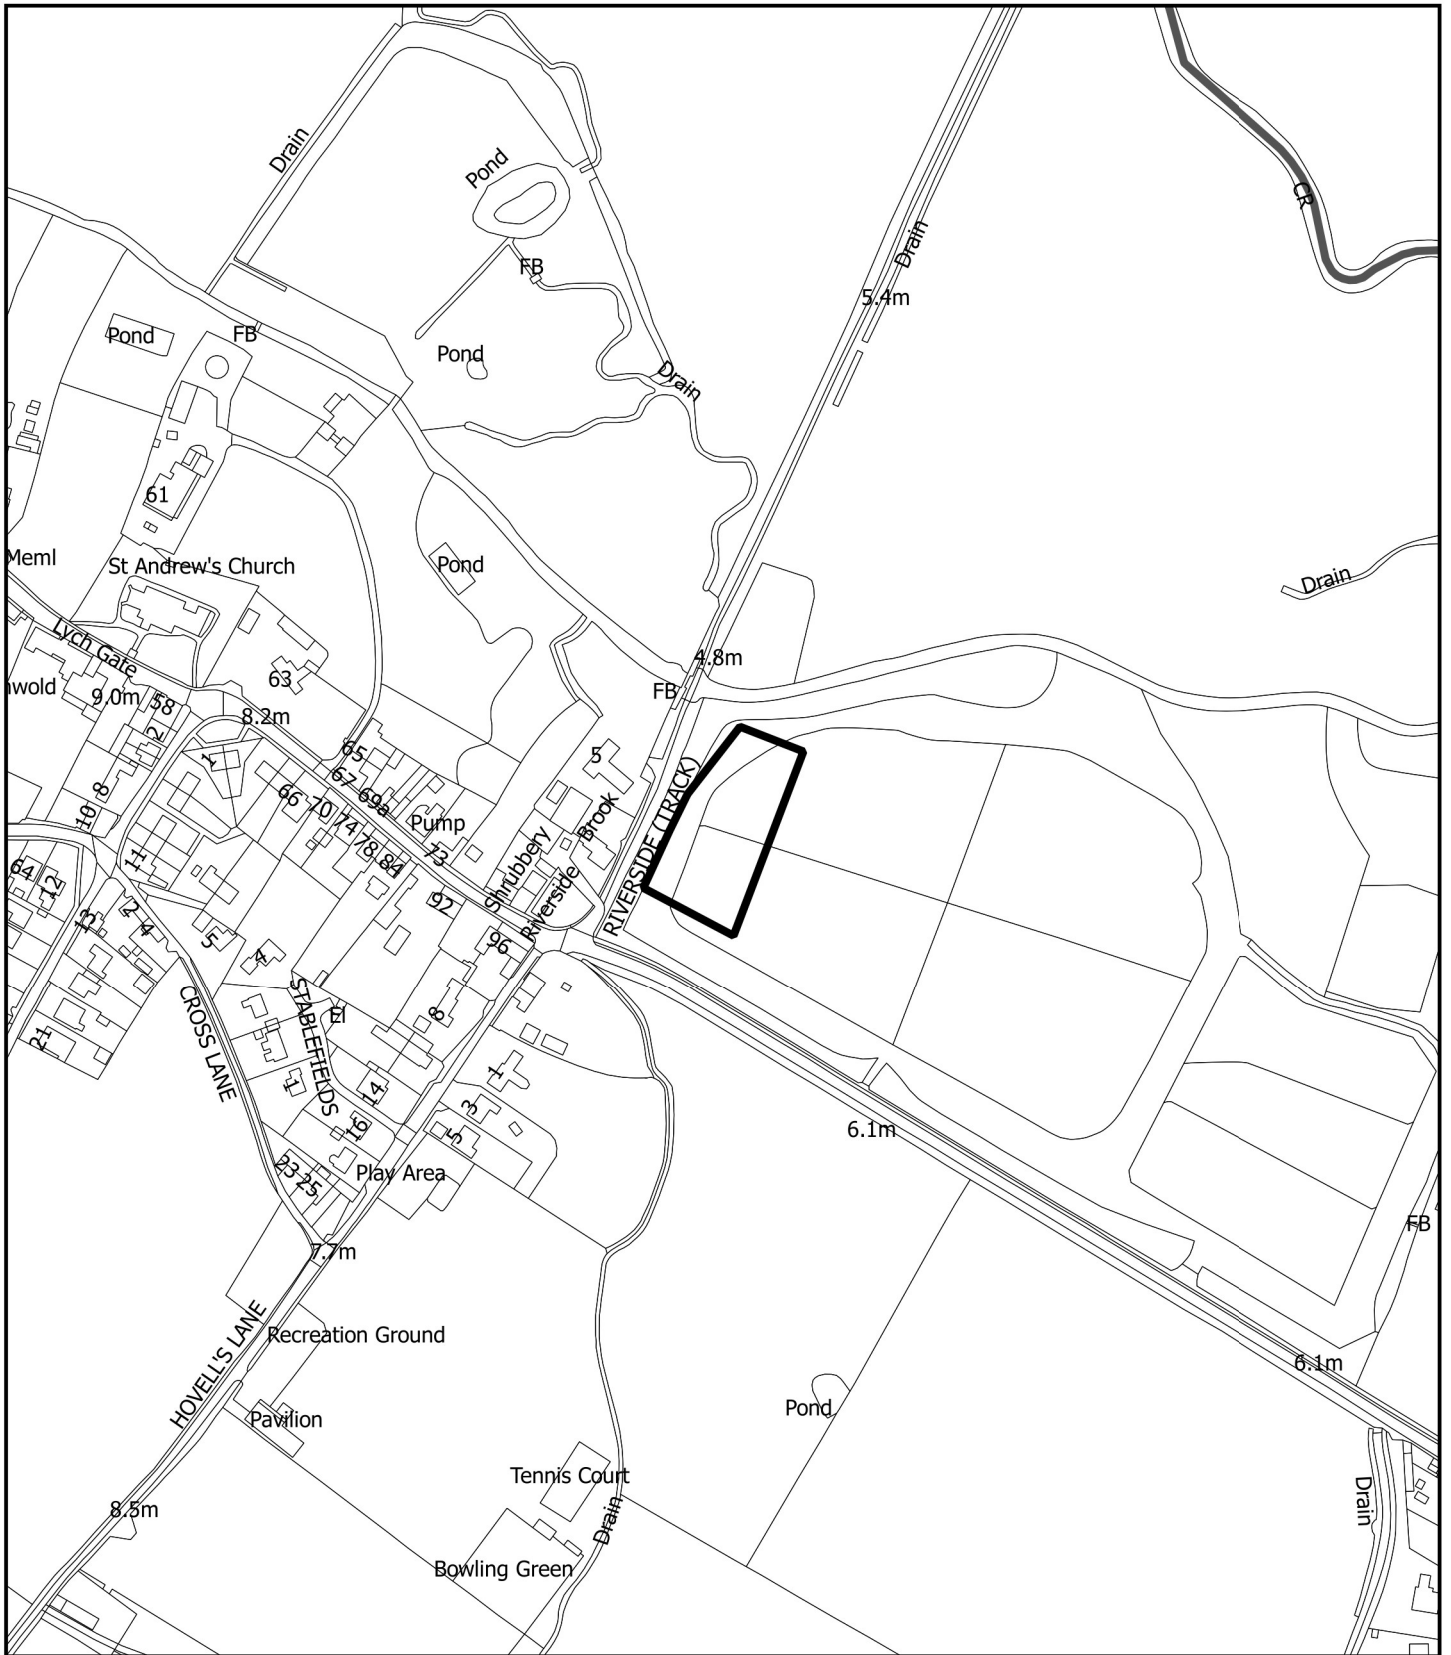 Drain
Pond
CR
Drain
FB
5.4m
Pond
FB
Pond
Drain
61
Meml
St Andrew's Church
Pond
Drain
Lych Gate
4.8m
63
nwold
9.0m
58
FB
8.2m
2
65
5
1
67
RIVERSIDE (TRACK)
8
66
69a
70
10
74
Pump
Brook
78
73
11
84
Shrubbery
64
12
Riverside
92
2
13
4
5
96
4
CROSS LANE
STABLEFIELDS
El
8
21
1
1
14
3
16
5
6.1m
23
25
Play Area
FB
7.7m
HOVELL'S LANE
Recreation Ground
6.1m
Pond
Pavilion
Tennis Court
8.5m
Drain
Drain
Bowling Green